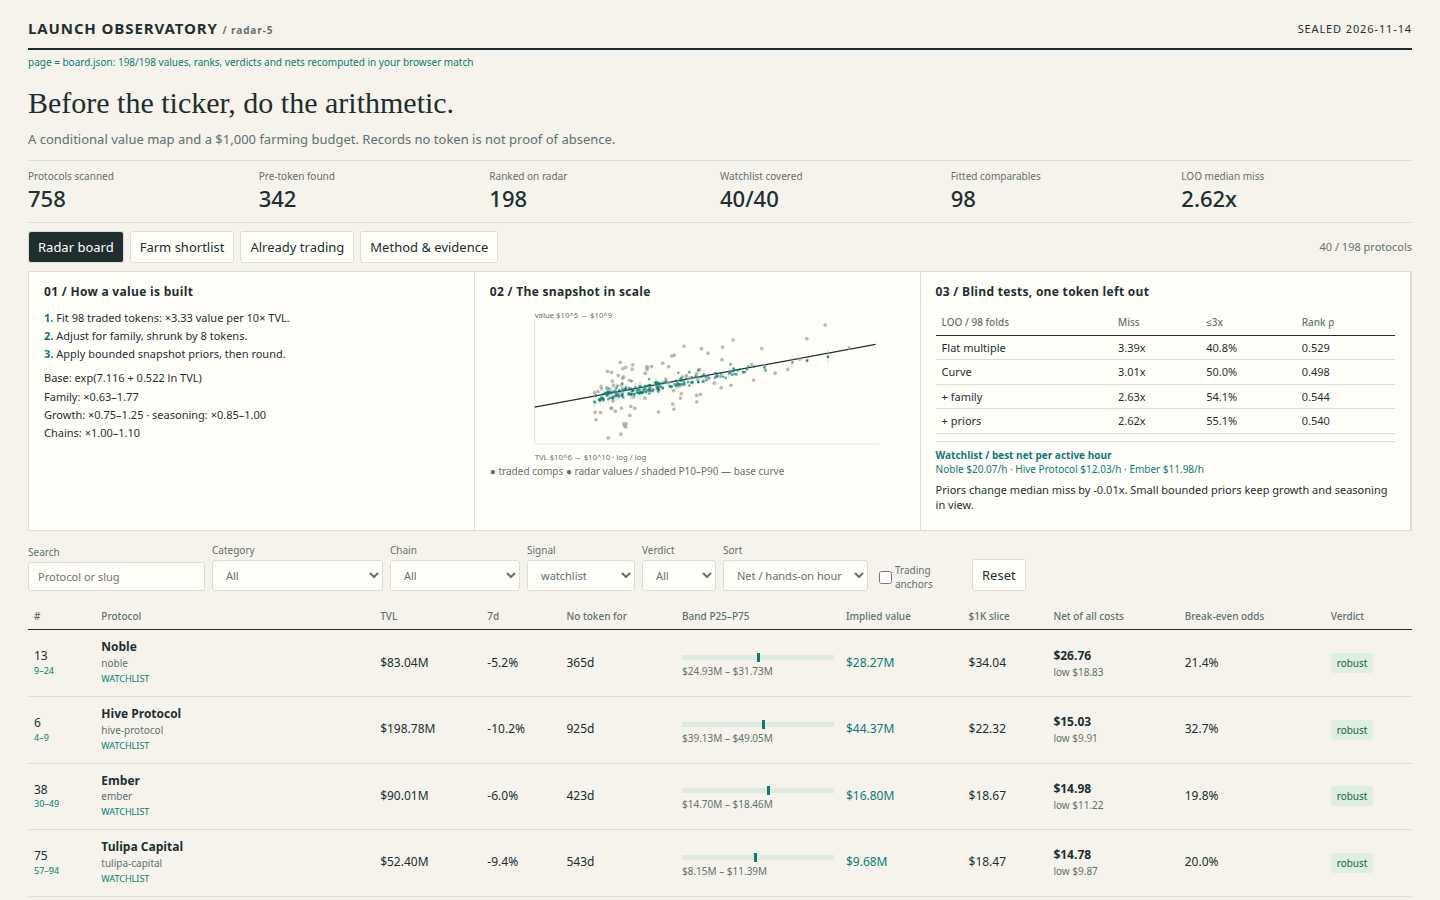 LAUNCH OBSERVATORY / radar-5
SEALED 2026-11-14
page = board.json: 198/198 values, ranks, verdicts and nets recomputed in your browser match
Before the ticker, do the arithmetic.
A conditional value map and a $1,000 farming budget. Records no token is not proof of absence.
Protocols scanned
758
Pre-token found
342
Ranked on radar
198
Watchlist covered
40/40
Fitted comparables
98
LOO median miss
2.62x
Radar board
Farm shortlist
Already trading
Method & evidence
40 / 198 protocols
01 / How a value is built
1. Fit 98 traded tokens: ×3.33 value per 10× TVL.
2. Adjust for family, shrunk by 8 tokens.
3. Apply bounded snapshot priors, then round.
Base: exp(7.116 + 0.522 ln TVL)
Family: ×0.63–1.77
Growth: ×0.75–1.25 · seasoning: ×0.85–1.00
Chains: ×1.00–1.10
02 / The snapshot in scale
value $10^5 → $10^9
TVL $10^6 → $10^10 · log / log
● traded comps ● radar values / shaded P10–P90 — base curve
03 / Blind tests, one token left out
LOO / 98 folds Miss ≤3x Rank ρ
Flat multiple 3.39x 40.8% 0.529
Curve 3.01x 50.0% 0.498
+ family 2.63x 54.1% 0.544
+ priors 2.62x 55.1% 0.540
Watchlist / best net per active hour
Noble $20.07/h · Hive Protocol $12.03/h · Ember $11.98/h
Priors change median miss by -0.01x. Small bounded priors keep growth and seasoning
in view.
Search
Protocol or slug
Category
All
Chain
All
Signal
watchlist
Verdict
All
Sort
Net / hands-on hour
Trading
anchors
Reset
# Protocol TVL 7d No token for Band P25–P75 Implied value $1K slice Net of all costs Break-even odds Verdict
13
9–24
Noble
noble
WATCHLIST
$83.04M
-5.2%
365d
$24.93M – $31.73M
$28.27M
$34.04
$26.76
low $18.83
21.4%
robust
6
4–9
Hive Protocol
hive-protocol
WATCHLIST
$198.78M
-10.2%
925d
$39.13M – $49.05M
$44.37M
$22.32
$15.03
low $9.91
32.7%
robust
38
30–49
Ember
ember
WATCHLIST
$90.01M
-6.0%
423d
$14.70M – $18.46M
$16.80M
$18.67
$14.98
low $11.22
19.8%
robust
75
57–94
Tulipa Capital
tulipa-capital
WATCHLIST
$52.40M
-9.4%
543d
$8.15M – $11.39M
$9.68M
$18.47
$14.78
low $9.87
20.0%
robust